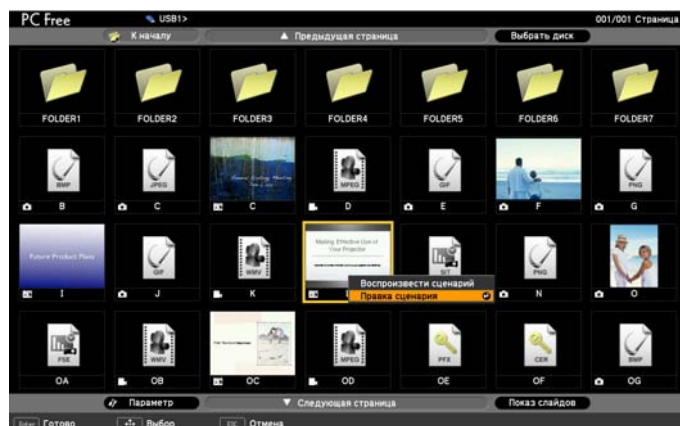 PC Free USB1> 001/001 Страница
К началу ▲ Предыдущая страница Выбрать диск
FOLDER1 FOLDER2 FOLDER3 FOLDER4 FOLDER5 FOLDER6 FOLDER7
BMP JPEG General Meeting MPEG GIF PNG
B C C D E F G
Future Product Plans GIF WMV Making Effective Use of
Your Projector
SIT PNG
Воспроизвести сценарий
Правка сценария
I J K N O
FSE WMV MPEG PFX CER BMP
OA OB OC OD OE OF OG
Параметр ▼ Следующая страница Показ слайдов
Enter Готово Выбор ESC Отмена